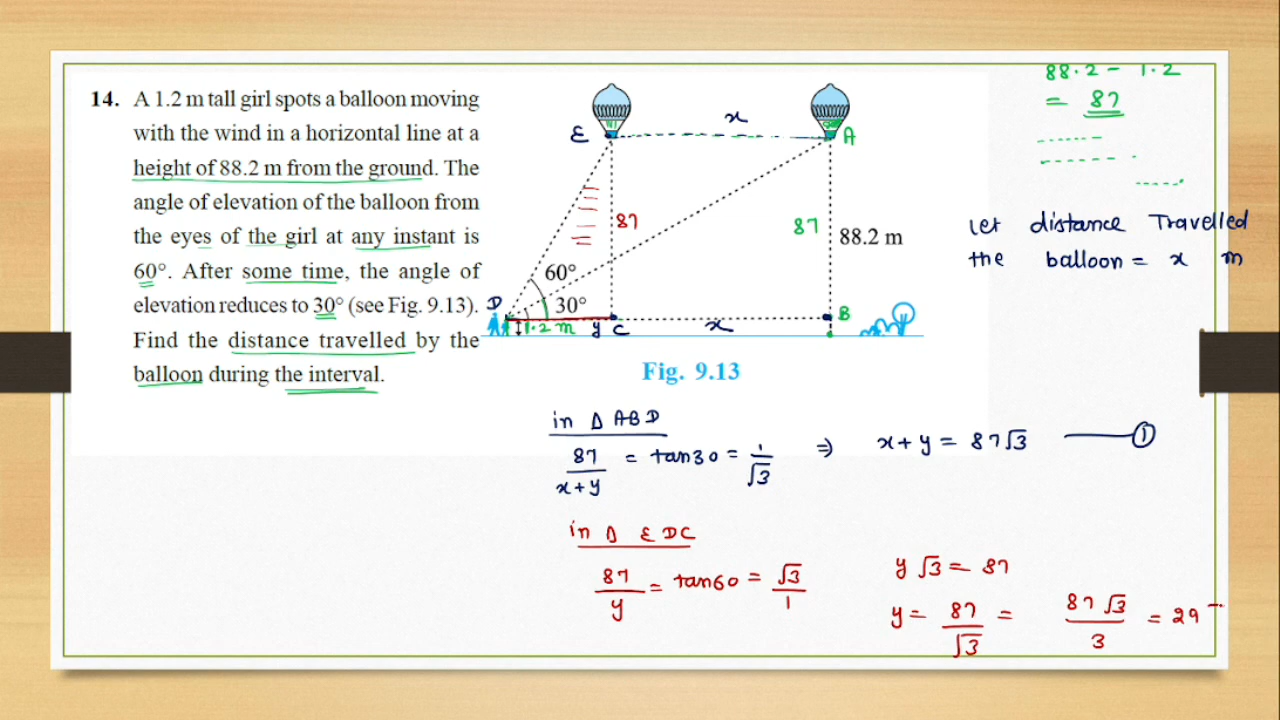 14. A 1.2 m tall girl spots a balloon moving
with the wind in a horizontal line at a
height of 88.2 m from the ground. The
angle of elevation of the balloon from
the eyes of the girl at any instant is
60°. After some time, the angle of
elevation reduces to 30° (see Fig. 9.13).
Find the distance travelled by the
balloon during the interval.
E x A
87 87 88.2 m
60°
30°
D B
1.2 m y C x
Fig. 9.13
88.2 - 1.2
= 87
Let distance Travelled
the balloon = x m
in Δ ABD
87/(x+y) = tan30 = 1/√3 ⇒ x+y = 87√3 ——①
in Δ EDC
87/y = tan60 = √3/1
y√3 = 87
y = 87/√3 = 87√3/3 = 29